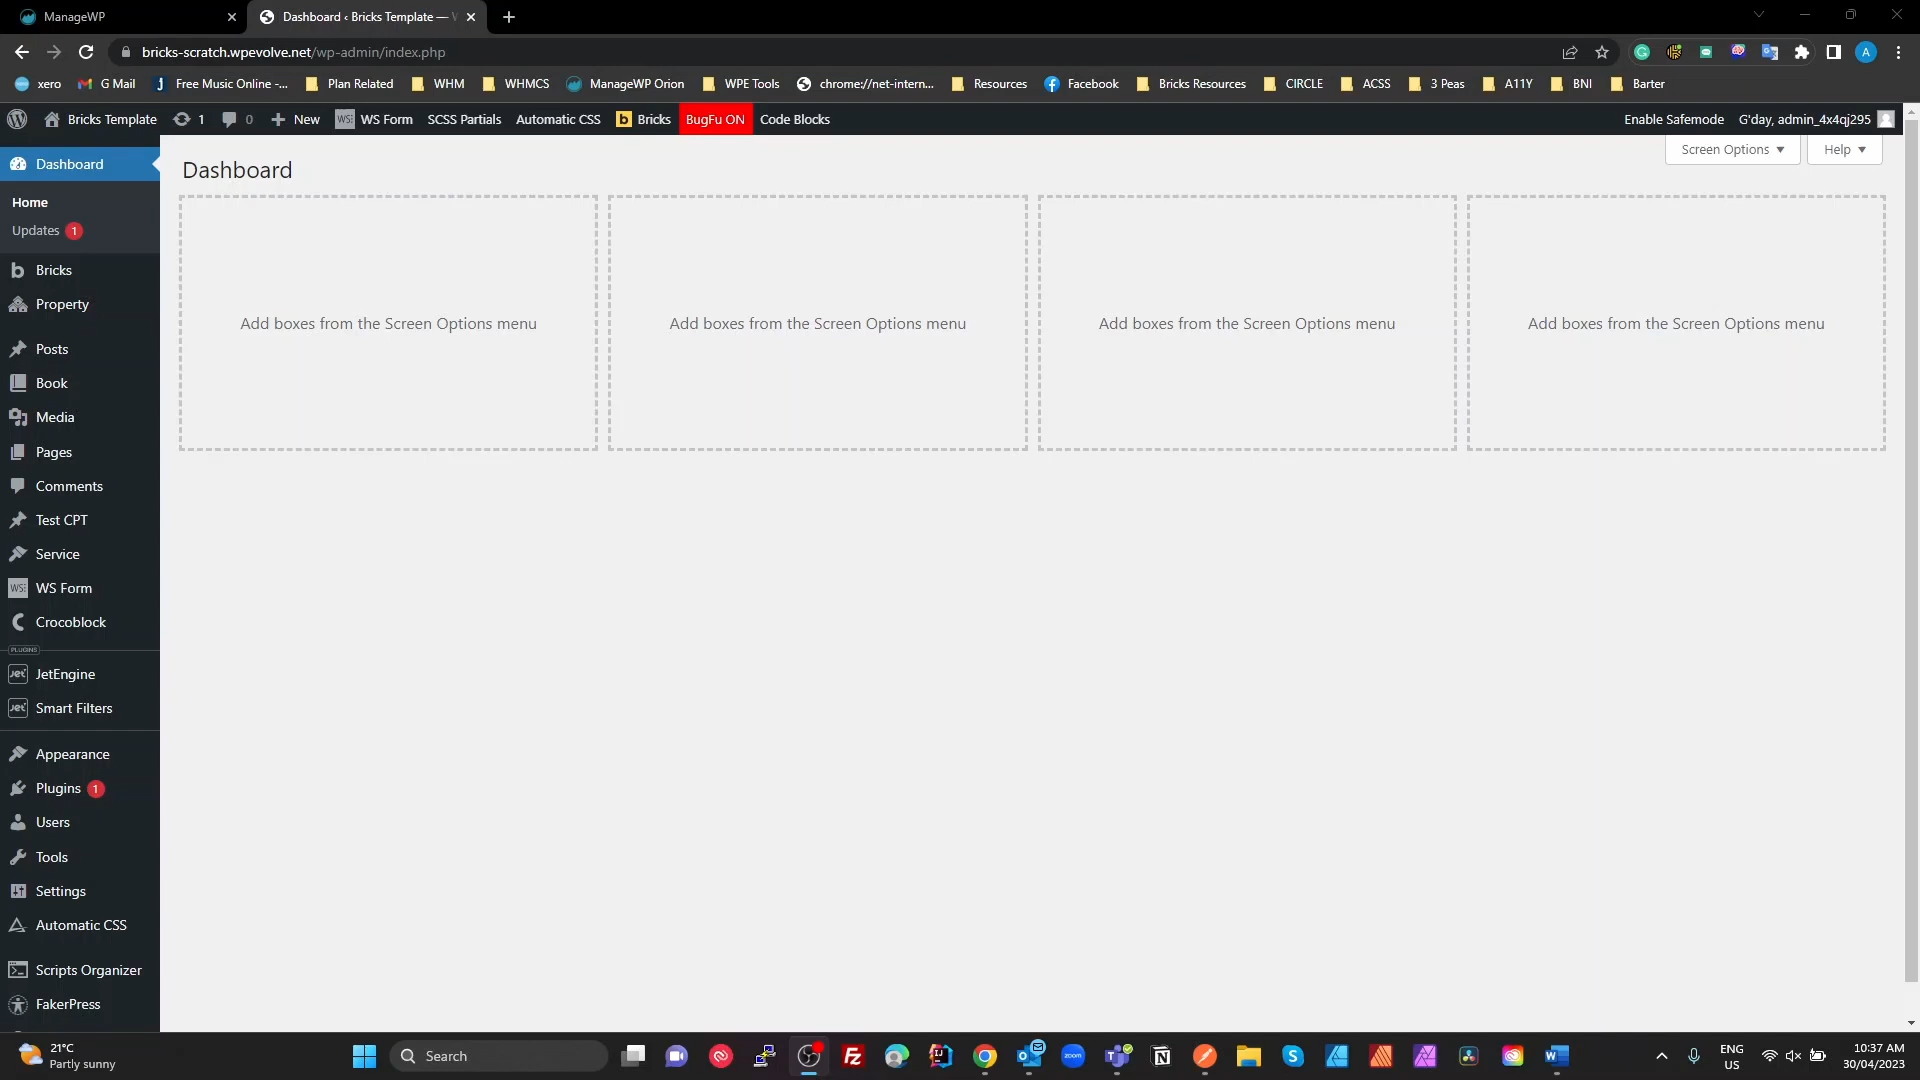 ManageWP
Dashboard ‹ Bricks Template —
bricks-scratch.wpevolve.net/wp-admin/index.php
xero G Mail Free Music Online -... Plan Related WHM WHMCS ManageWP Orion WPE Tools chrome://net-intern... Resources Facebook Bricks Resources CIRCLE ACSS 3 Peas A11Y BNI Barter
Bricks Template 1 0 New WS Form SCSS Partials Automatic CSS Bricks BugFu ON Code Blocks Enable Safemode G'day, admin_4x4qj295
Screen Options Help
Dashboard
Dashboard
Home
Updates 1
Bricks
Property
Posts
Book
Media
Pages
Comments
Test CPT
Service
WS Form
Crocoblock
PLUGINS
JetEngine
Smart Filters
Appearance
Plugins 1
Users
Tools
Settings
Automatic CSS
Scripts Organizer
FakerPress
Add boxes from the Screen Options menu
Add boxes from the Screen Options menu
Add boxes from the Screen Options menu
Add boxes from the Screen Options menu
21°C
Partly sunny
Search
zoom
ENG
US
10:37 AM
30/04/2023